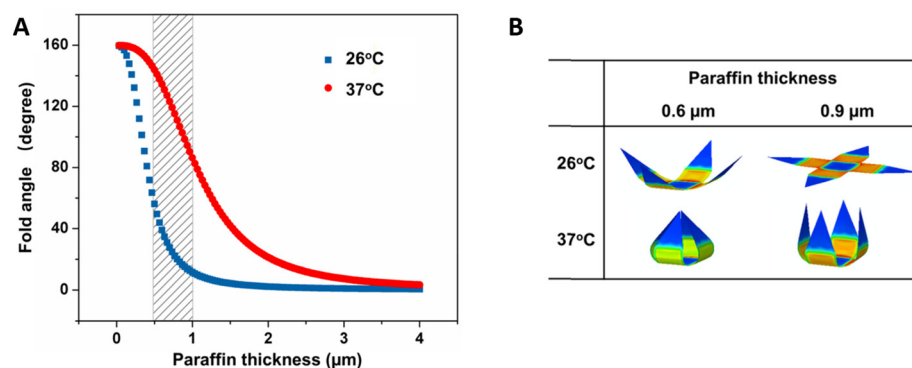 A
B
160
120
80
40
0
Fold angle (degree)
26°C
37°C
0
1
2
3
4
Paraffin thickness (μm)
Paraffin thickness
0.6 μm
0.9 μm
26°C
37°C